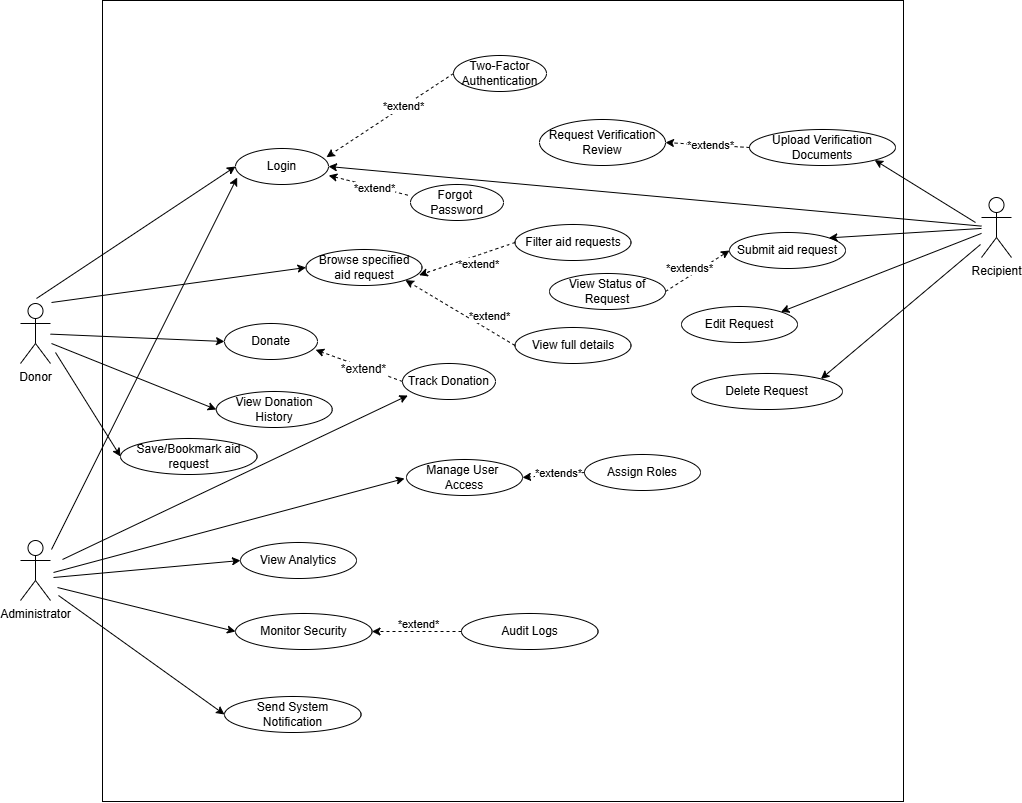 Two-Factor
Authentication
*extend*
Request Verification
Review
*extends*
Upload Verification
Documents
Login
*extend*
Forgot
Password
Filter aid requests
Submit aid request
Browse specified
aid request
*extend*
*extends*
View Status of
Request
Recipient
*extend*
Edit Request
Donate
View full details
Donor
*extend*
Track Donation
Delete Request
View Donation
History
Save/Bookmark aid
request
Manage User
Access
*extends*
Assign Roles
View Analytics
Administrator
*extend*
Monitor Security
Audit Logs
Send System
Notification